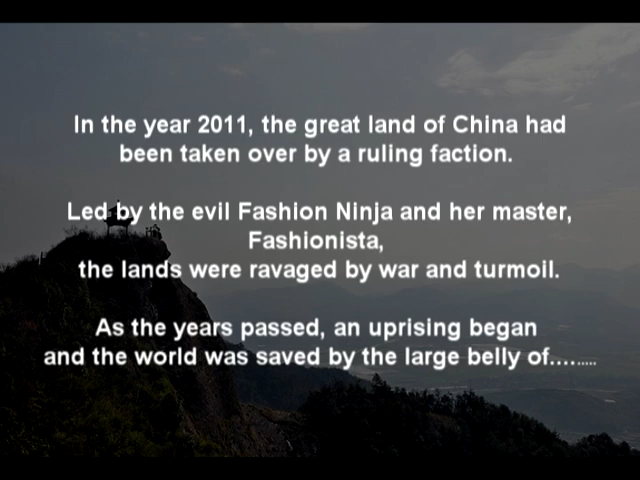 In the year 2011, the great land of China had
been taken over by a ruling faction.
Led by the evil Fashion Ninja and her master,
Fashionista,
the lands were ravaged by war and turmoil.
As the years passed, an uprising began
and the world was saved by the large belly of.........